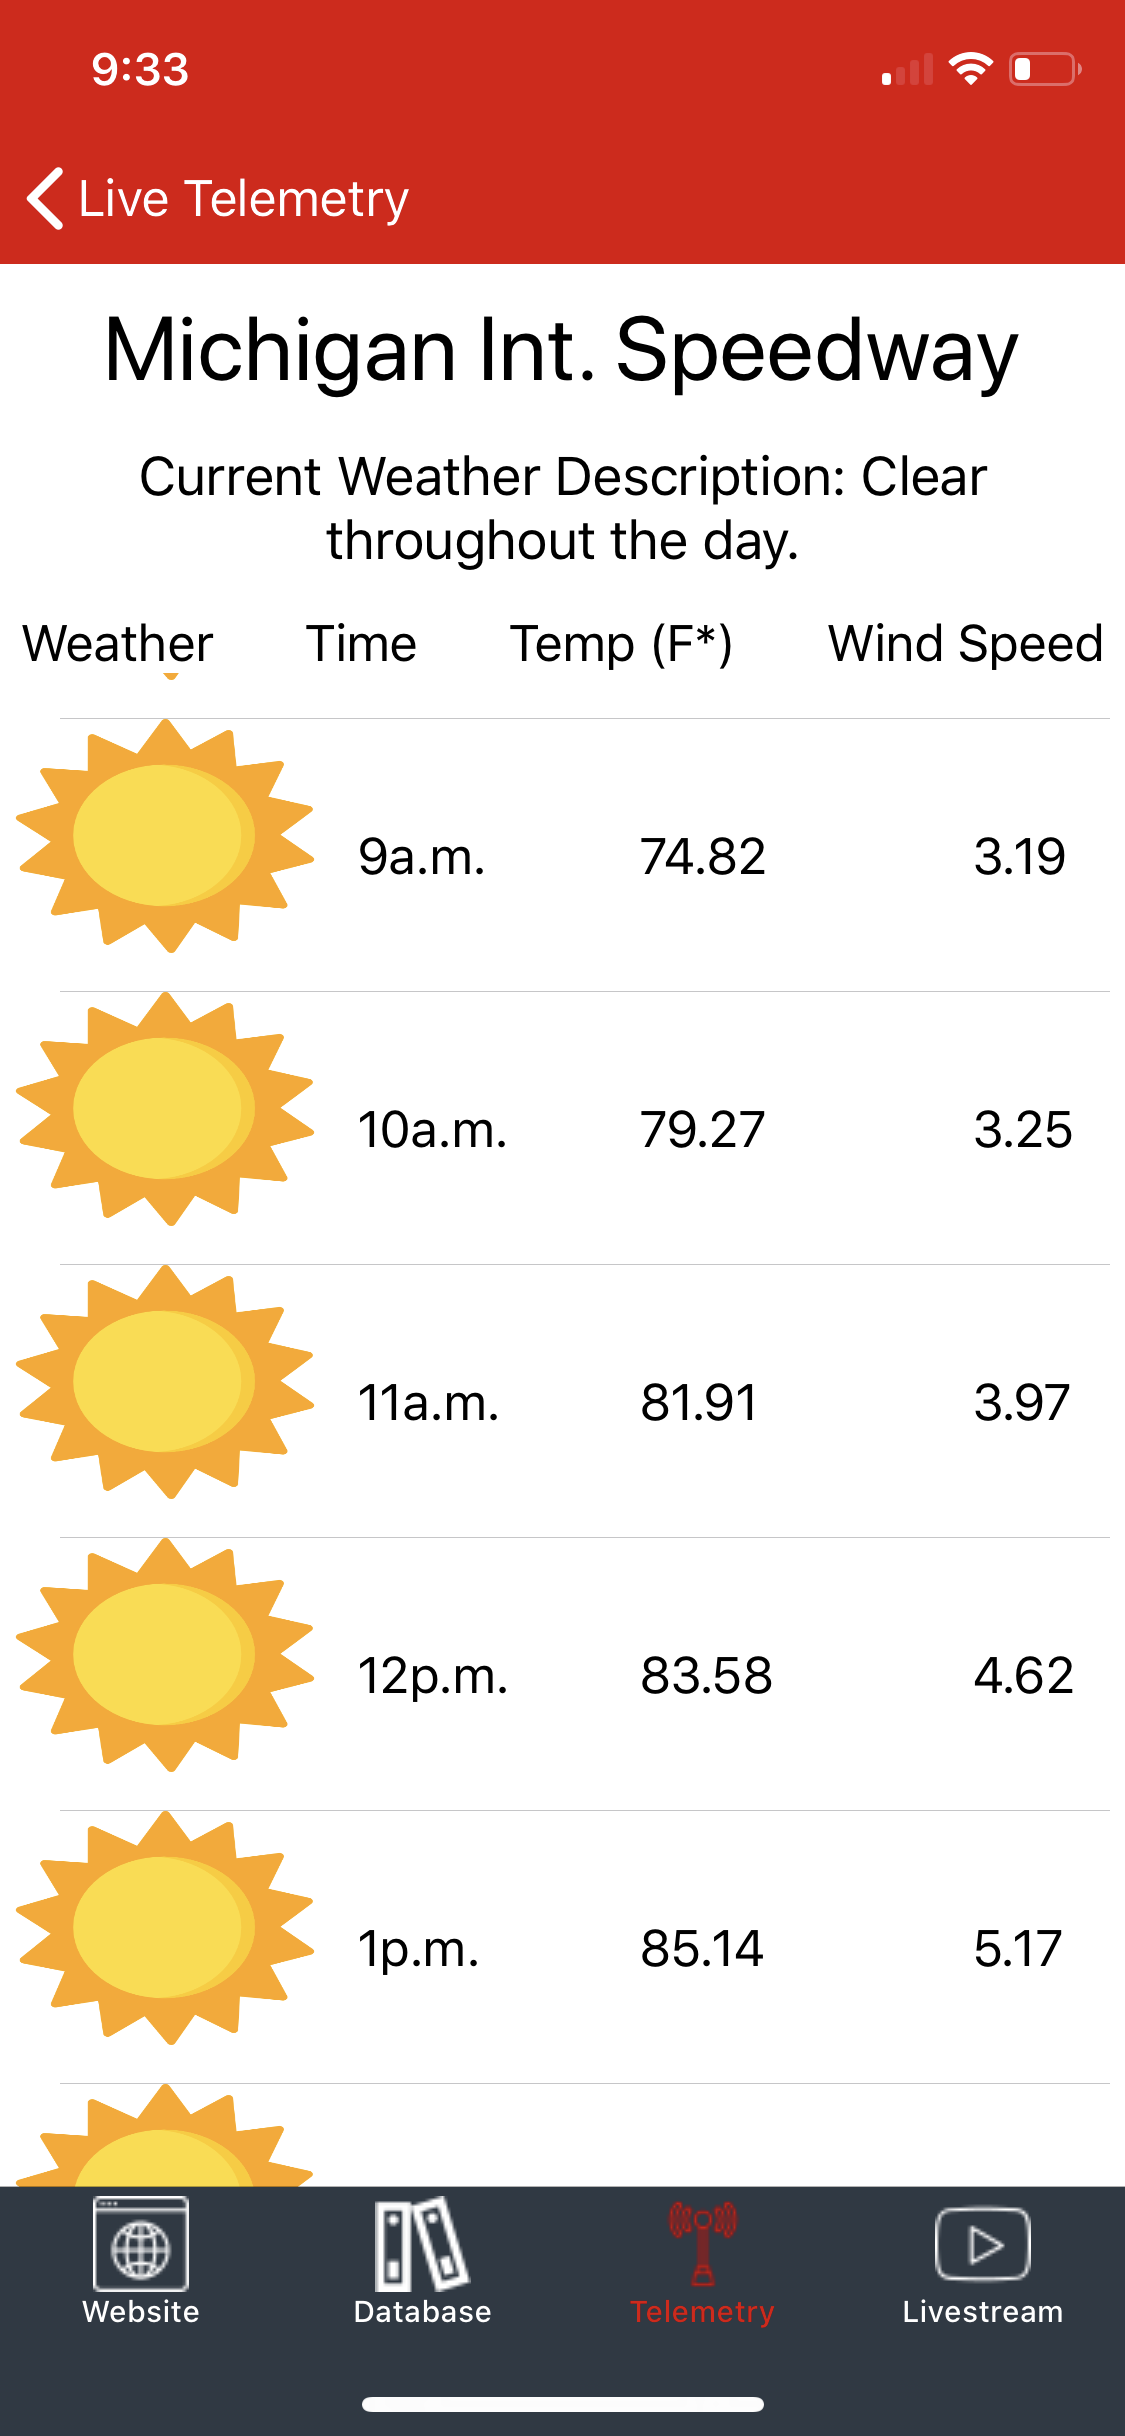 9:33
Live Telemetry
Michigan Int. Speedway
Current Weather Description: Clear
throughout the day.
Weather Time Temp (F*) Wind Speed
9a.m. 74.82 3.19
10a.m. 79.27 3.25
11a.m. 81.91 3.97
12p.m. 83.58 4.62
1p.m. 85.14 5.17
Website Database Telemetry Livestream